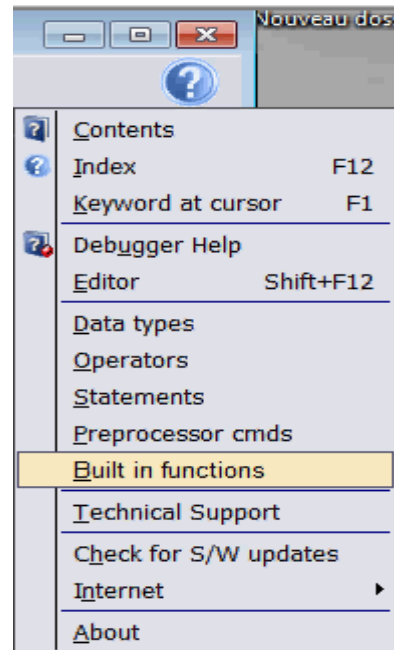 Nouveau dos
Contents
Index F12
Keyword at cursor F1
Debugger Help
Editor Shift+F12
Data types
Operators
Statements
Preprocessor cmds
Built in functions
Technical Support
Check for S/W updates
Internet
About